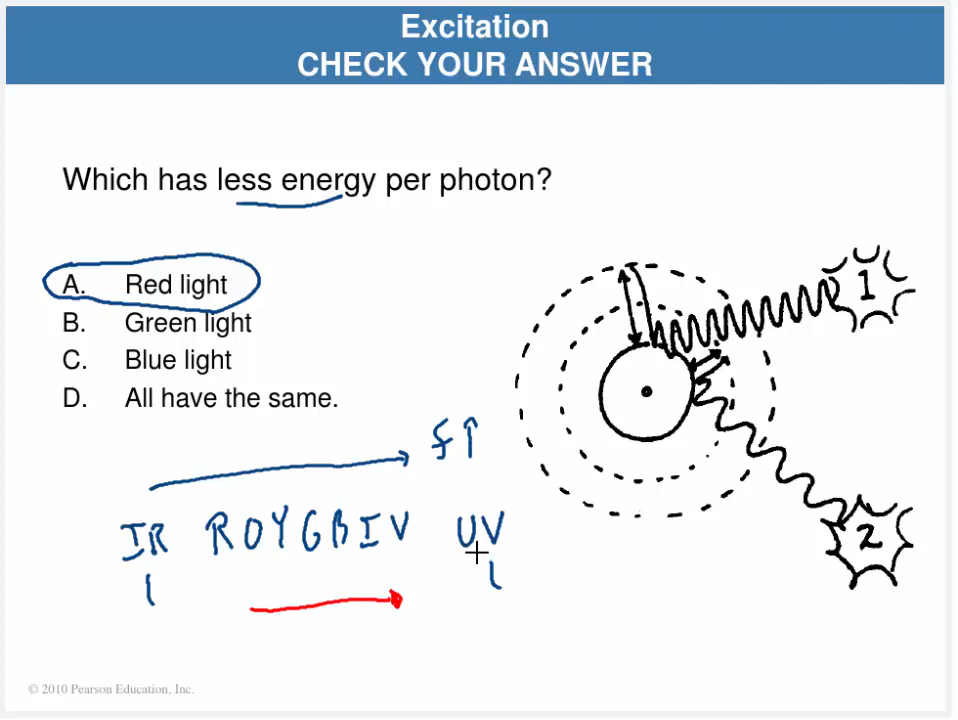 Excitation
CHECK YOUR ANSWER
Which has less energy per photon?
A. Red light
B. Green light
C. Blue light
D. All have the same.
1
2
f↑
IR R O Y G B I V UV
© 2010 Pearson Education, Inc.